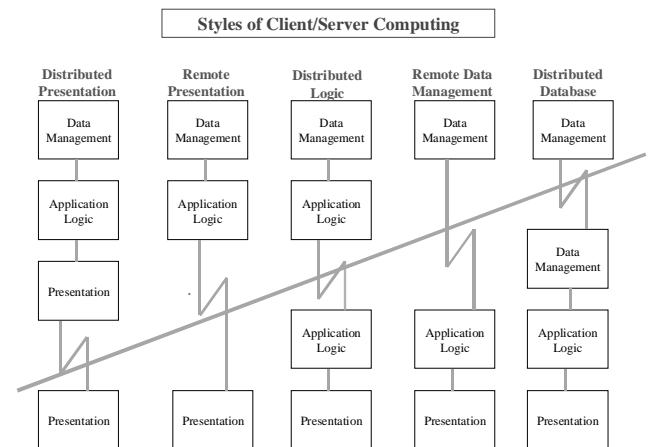 Styles of Client/Server Computing
Distributed
Presentation
Remote
Presentation
Distributed
Logic
Remote Data
Management
Distributed
Database
Data
Management
Data
Management
Data
Management
Data
Management
Data
Management
Application
Logic
Application
Logic
Application
Logic
Presentation
Data
Management
Application
Logic
Application
Logic
Application
Logic
Presentation
Presentation
Presentation
Presentation
Presentation